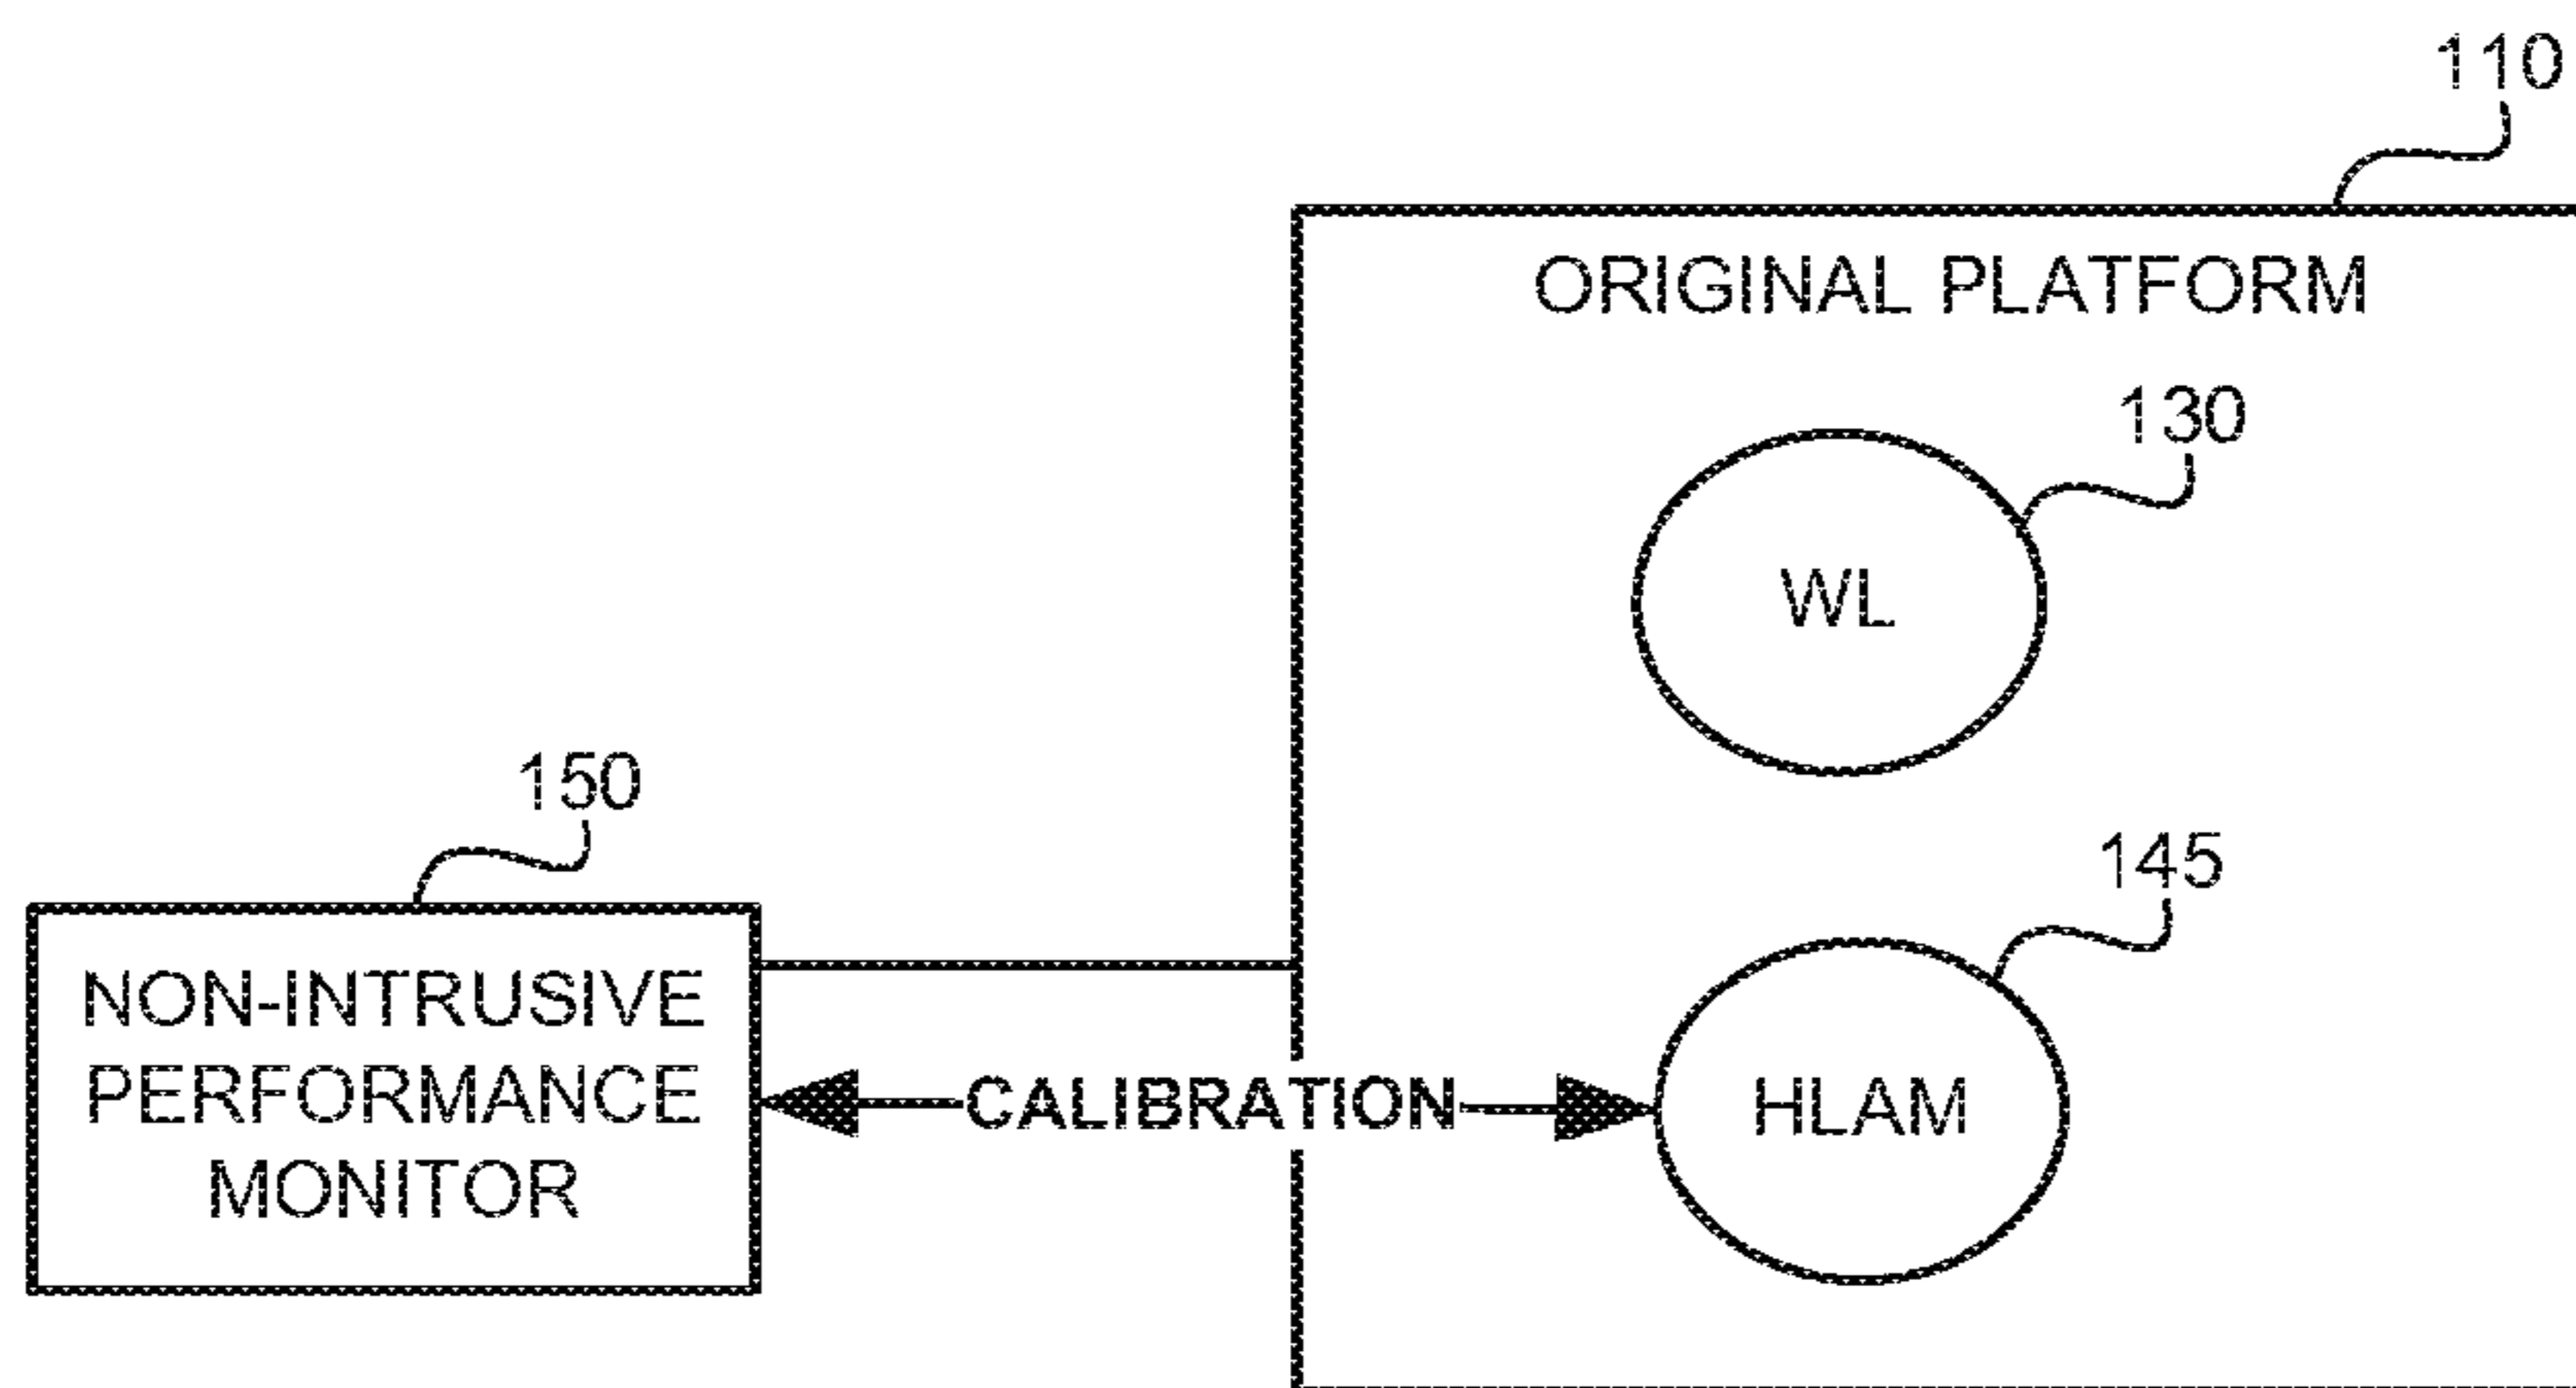 110
ORIGINAL PLATFORM
130
WL
150
145
NON-INTRUSIVE
PERFORMANCE
MONITOR
CALIBRATION
HLAM